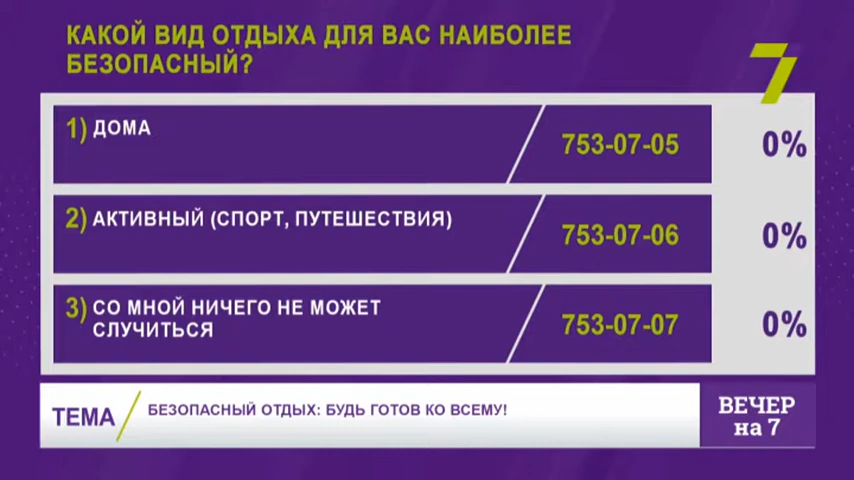 КАКОЙ ВИД ОТДЫХА ДЛЯ ВАС НАИБОЛЕЕ
БЕЗОПАСНЫЙ?
7
1) ДОМА 753-07-05 0%
2) АКТИВНЫЙ (СПОРТ, ПУТЕШЕСТВИЯ) 753-07-06 0%
3) СО МНОЙ НИЧЕГО НЕ МОЖЕТ
СЛУЧИТЬСЯ 753-07-07 0%
ТЕМА БЕЗОПАСНЫЙ ОТДЫХ: БУДЬ ГОТОВ КО ВСЕМУ!
ВЕЧЕР
на 7